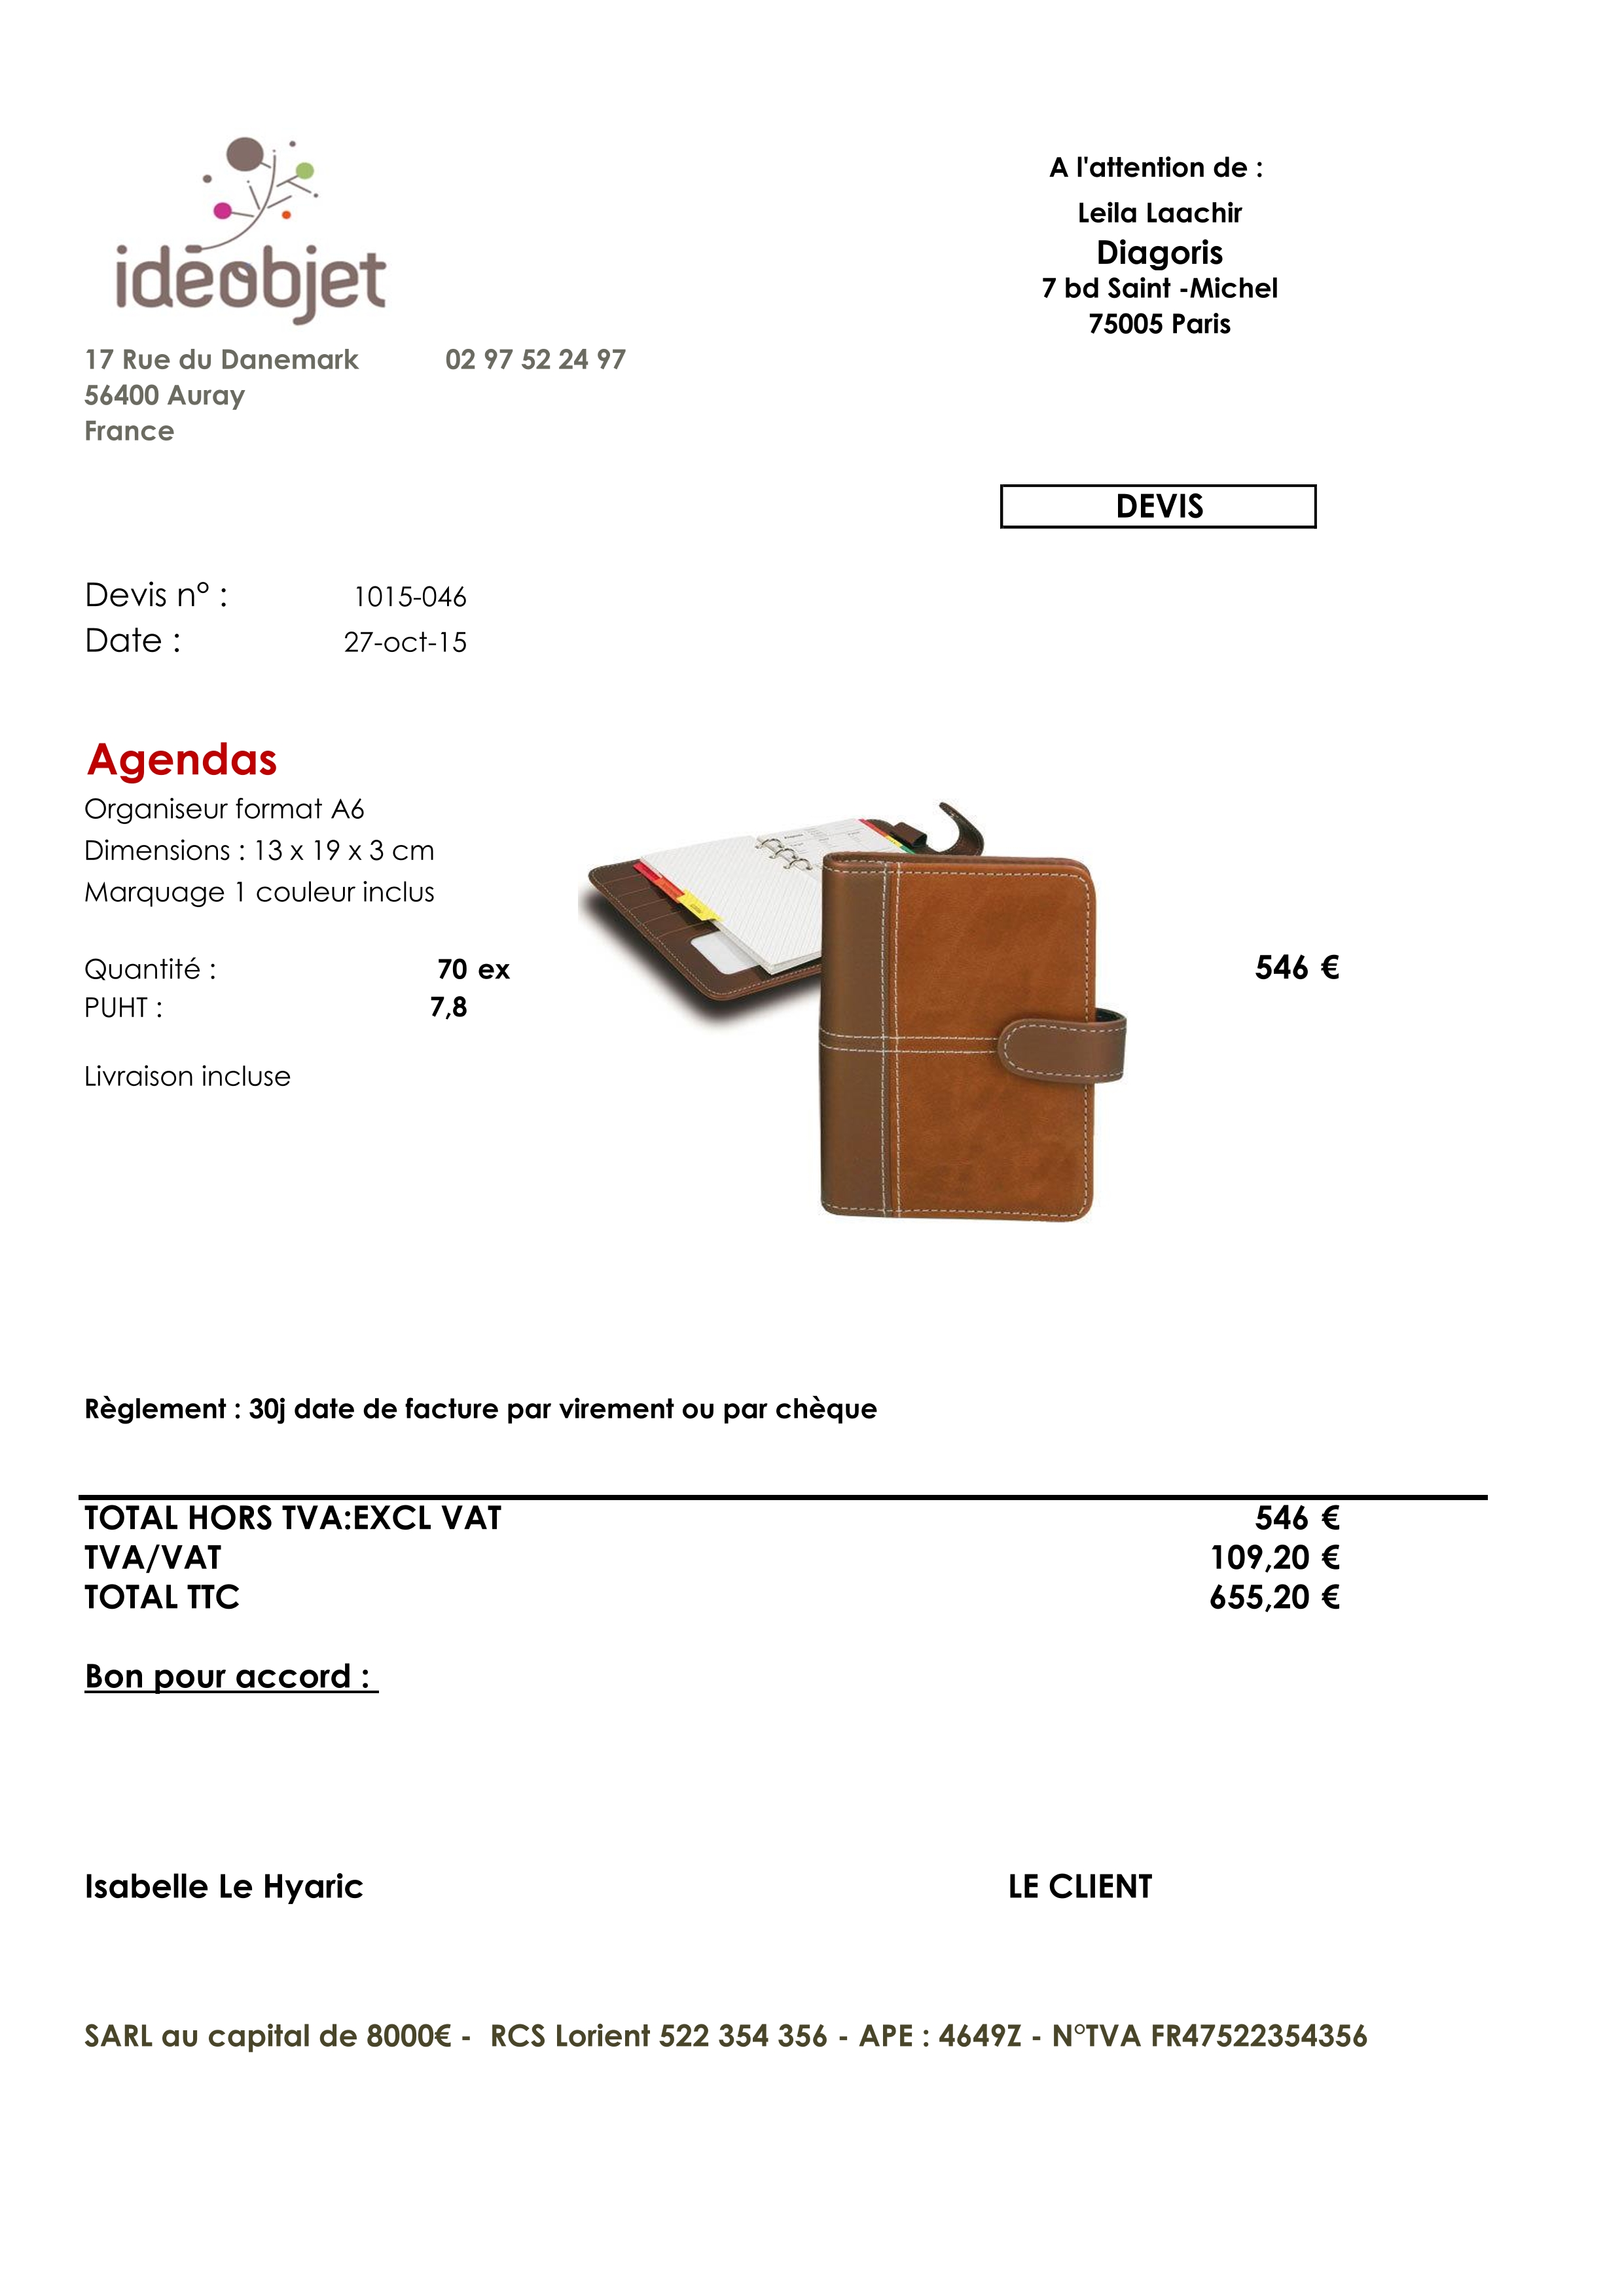 idéobjet
A l'attention de :
Leila Laachir
Diagoris
7 bd Saint -Michel
75005 Paris
17 Rue du Danemark 02 97 52 24 97
56400 Auray
France
DEVIS
Devis n° : 1015-046
Date : 27-oct-15
Agendas
Organiseur format A6
Dimensions : 13 x 19 x 3 cm
Marquage 1 couleur inclus
Quantité : 70 ex 546 €
PUHT : 7,8
Livraison incluse
Règlement : 30j date de facture par virement ou par chèque
TOTAL HORS TVA:EXCL VAT 546 €
TVA/VAT 109,20 €
TOTAL TTC 655,20 €
Bon pour accord :
Isabelle Le Hyaric LE CLIENT
SARL au capital de 8000€ - RCS Lorient 522 354 356 - APE : 4649Z - N°TVA FR47522354356